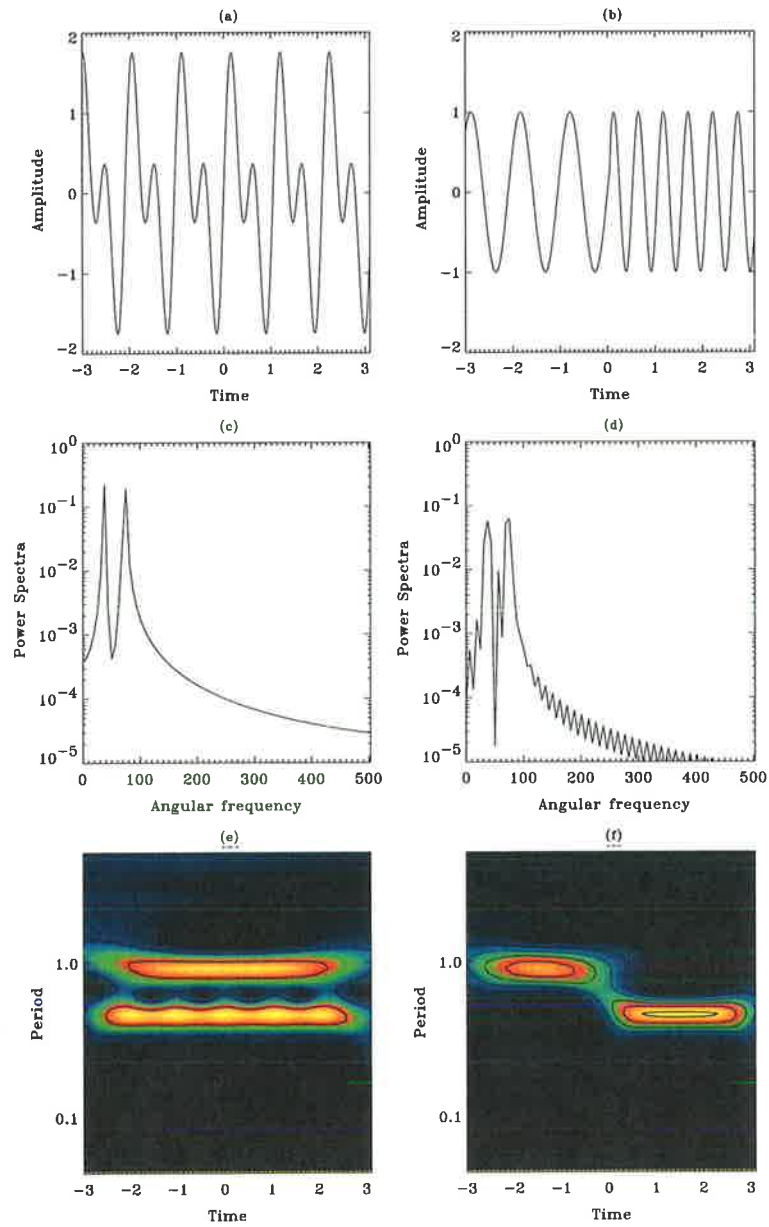 (a)
2
1
0
−1
−2
Amplitude
−3 −2 −1 0 1 2 3
Time
(b)
2
1
0
−1
−2
Amplitude
−3 −2 −1 0 1 2 3
Time
(c)
10^0
10^−1
10^−2
10^−3
10^−4
10^−5
Power Spectra
0 100 200 300 400 500
Angular frequency
(d)
10^0
10^−1
10^−2
10^−3
10^−4
10^−5
Power Spectra
0 100 200 300 400 500
Angular frequency
(e)
1.0
0.1
Period
−3 −2 −1 0 1 2 3
Time
(f)
1.0
0.1
Period
−3 −2 −1 0 1 2 3
Time